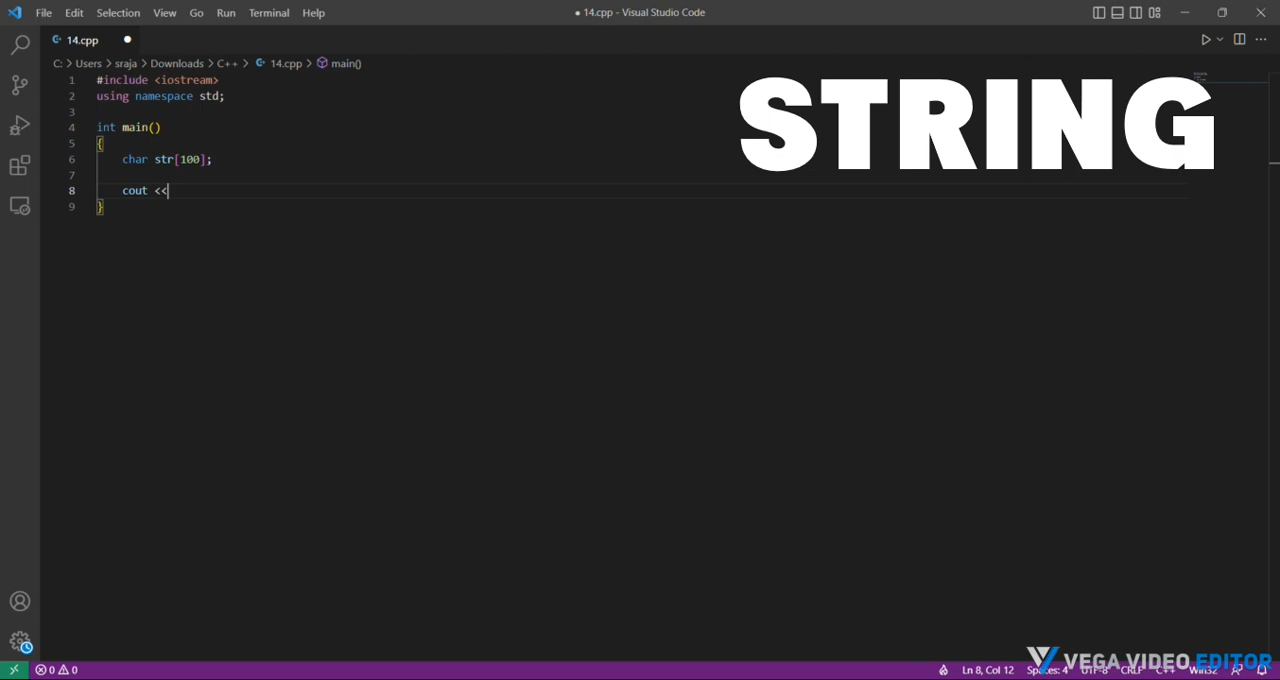 File Edit Selection View Go Run Terminal Help
● 14.cpp - Visual Studio Code
14.cpp ●
C: > Users > sraja > Downloads > C++ > 14.cpp > main()
1 #include <iostream>
2 using namespace std;
3
4 int main()
5 {
6 char str[100];
7
8 cout <<
9 }
STRING
VEGA VIDEO EDITOR
0 0
Ln 8, Col 12 Spaces: 4 UTF-8 CRLF C++ Win32